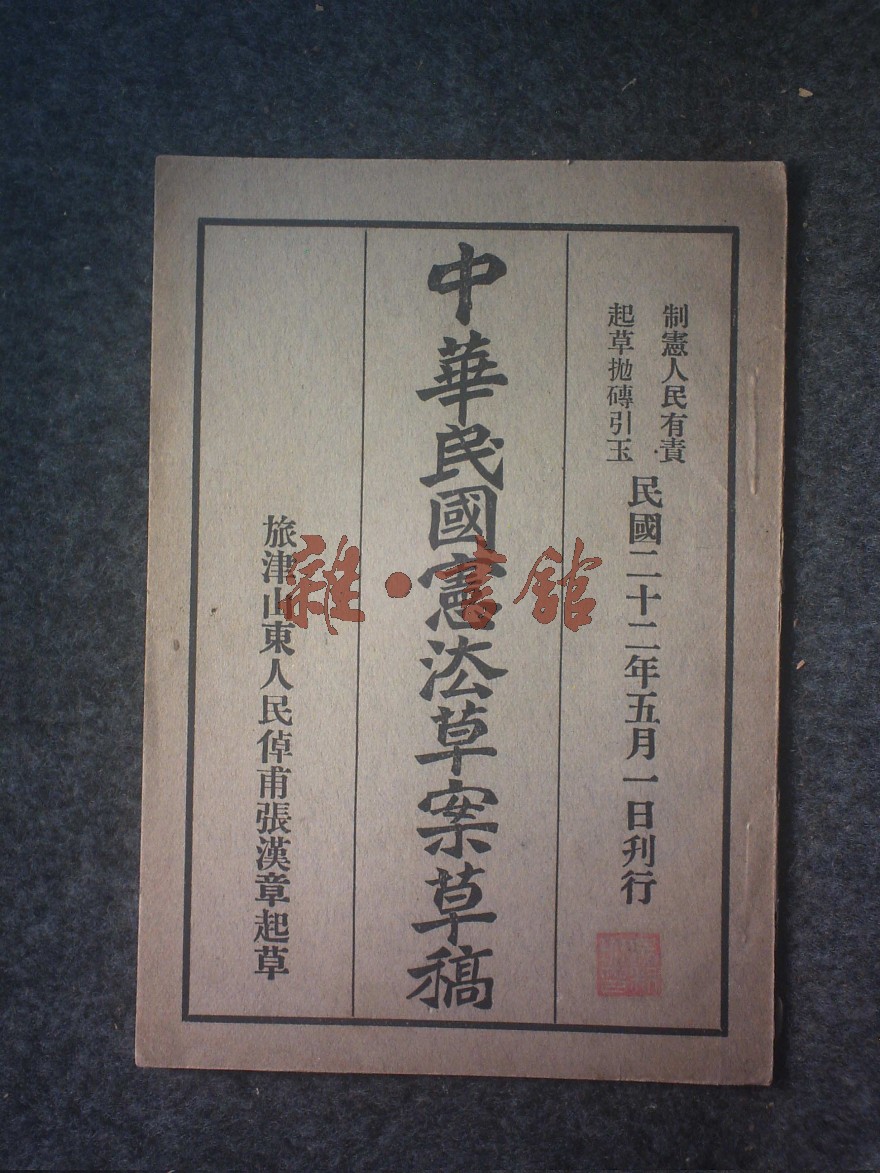 制憲人民有責
起草拋磚引玉
民國二十二年五月一日刋行
中華民國憲法草案草稿
旅津山東人民倬甫張漢章起草
雜·書館